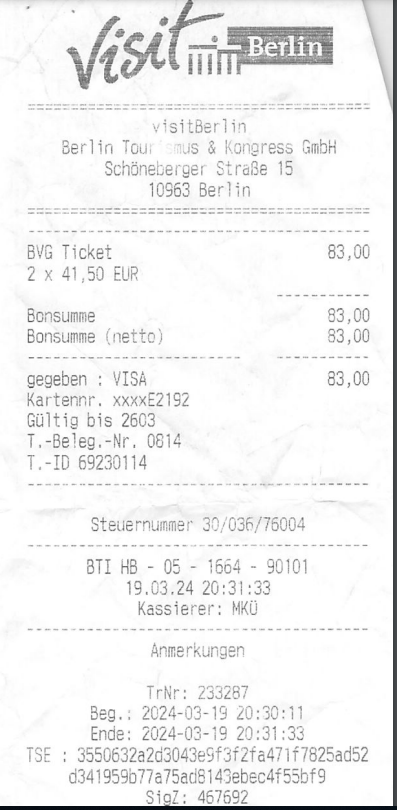 visit Berlin
visitBerlin
Berlin Tourismus & Kongress GmbH
Schöneberger Straße 15
10963 Berlin
BVG Ticket 83,00
2 x 41,50 EUR
Bonsumme 83,00
Bonsumme (netto) 83,00
gegeben : VISA 83,00
Kartennr. xxxxE2192
Gültig bis 2603
T.-Beleg.-Nr. 0814
T.-ID 69230114
Steuernummer 30/036/76004
BTI HB - 05 - 1664 - 90101
19.03.24 20:31:33
Kassierer: MKÜ
Anmerkungen
TrNr: 233287
Beg.: 2024-03-19 20:30:11
Ende: 2024-03-19 20:31:33
TSE : 3550632a2d3043e9f3f2fa471f7825ad52
d341959b77a75ad8143ebec4f55bf9
SigZ: 467692